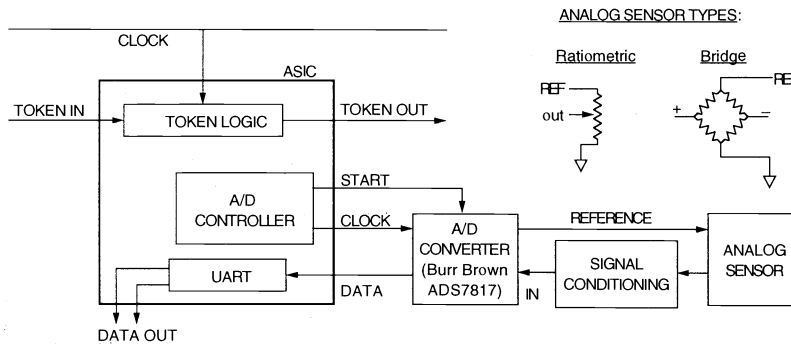 ANALOG SENSOR TYPES:
CLOCK
ASIC
Ratiometric
Bridge
REF
REF
TOKEN IN
TOKEN LOGIC
TOKEN OUT
out
+
–
START
A/D
CONTROLLER
CLOCK
A/D
CONVERTER
(Burr Brown
ADS7817)
REFERENCE
ANALOG
SENSOR
SIGNAL
CONDITIONING
UART
DATA
IN
DATA OUT